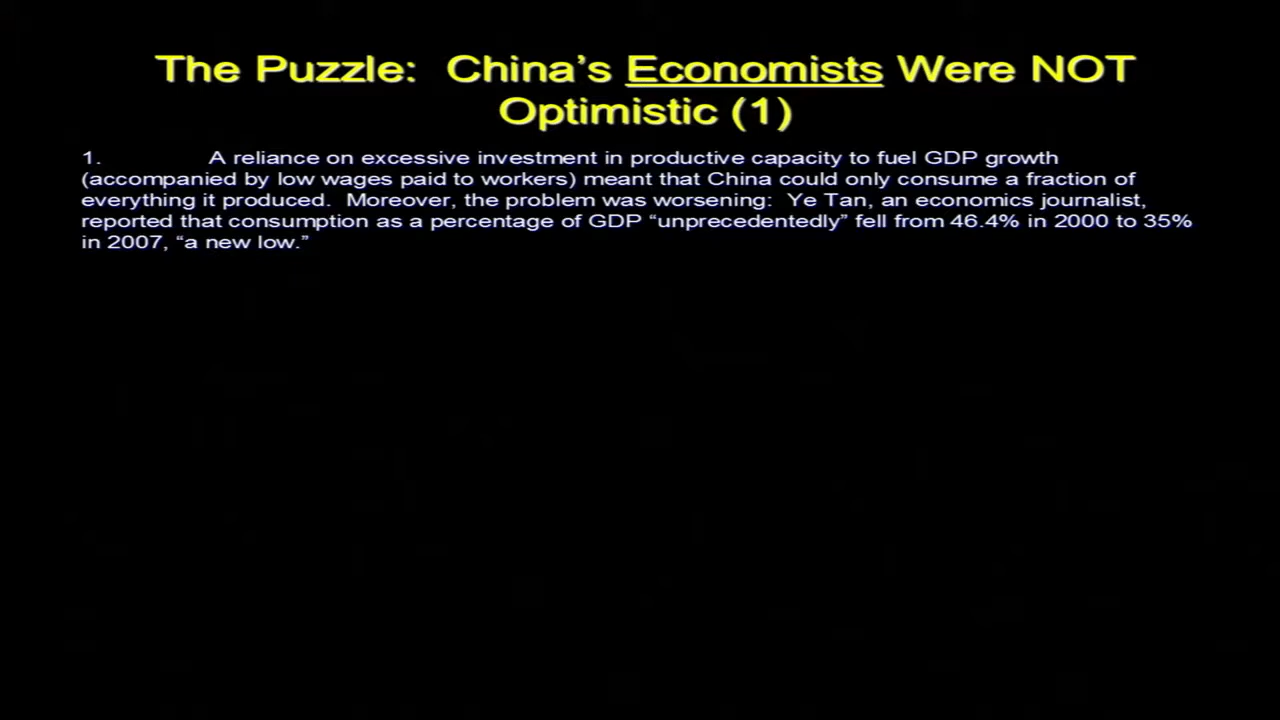 The Puzzle: China’s Economists Were NOT
Optimistic (1)
1. A reliance on excessive investment in productive capacity to fuel GDP growth
(accompanied by low wages paid to workers) meant that China could only consume a fraction of
everything it produced. Moreover, the problem was worsening: Ye Tan, an economics journalist,
reported that consumption as a percentage of GDP “unprecedentedly” fell from 46.4% in 2000 to 35%
in 2007, “a new low.”